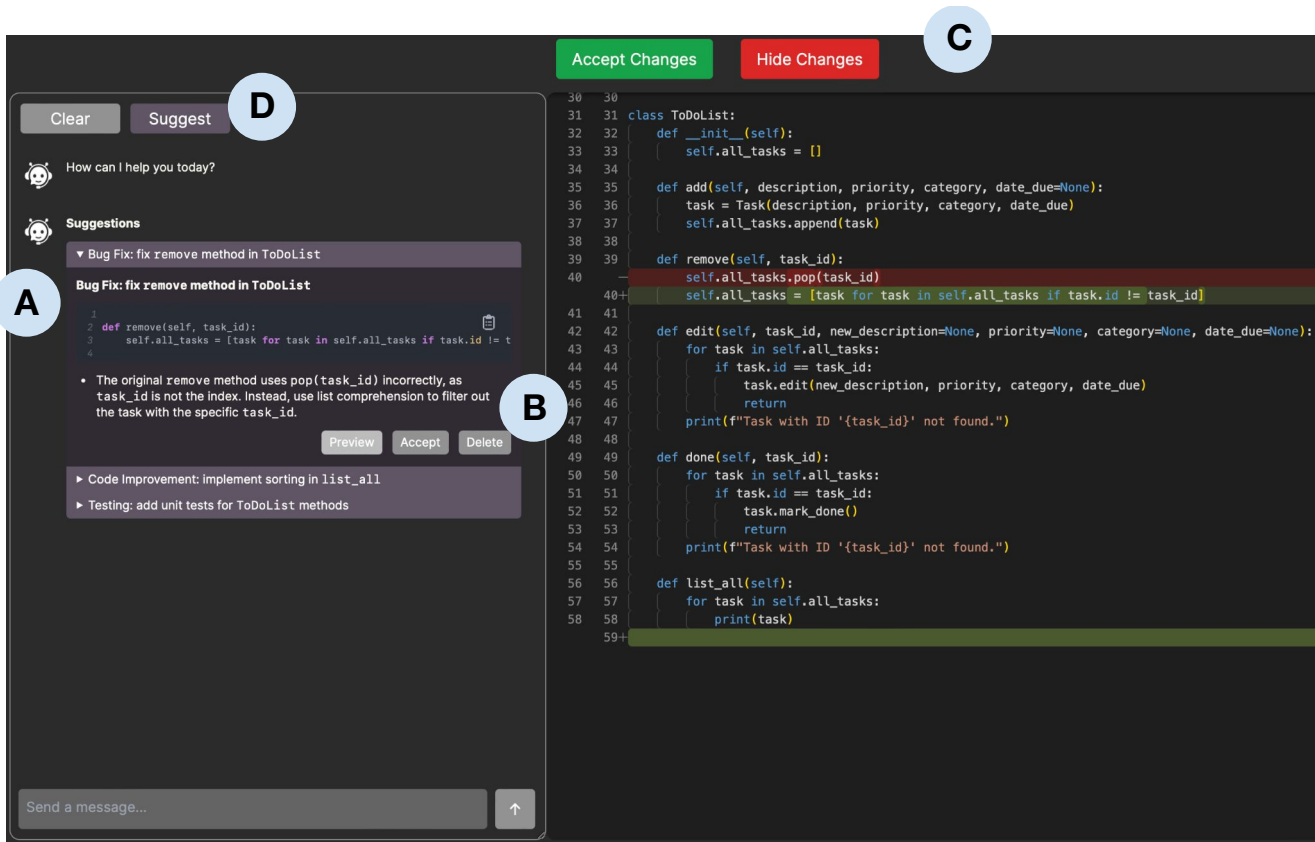 C
Accept Changes
Hide Changes
D
Clear
Suggest
How can I help you today?
Suggestions
▼ Bug Fix: fix remove method in ToDoList
A
Bug Fix: fix remove method in ToDoList
1
2 def remove(self, task_id):
3     self.all_tasks = [task for task in self.all_tasks if task.id != t
4
• The original remove method uses pop(task_id) incorrectly, as
task_id is not the index. Instead, use list comprehension to filter out
the task with the specific task_id.
B
Preview
Accept
Delete
► Code Improvement: implement sorting in list_all
► Testing: add unit tests for ToDoList methods
Send a message...
30 30
31 31 class ToDoList:
32 32     def __init__(self):
33 33         self.all_tasks = []
34 34
35 35     def add(self, description, priority, category, date_due=None):
36 36         task = Task(description, priority, category, date_due)
37 37         self.all_tasks.append(task)
38 38
39 39     def remove(self, task_id):
40 —         self.all_tasks.pop(task_id)
40+         self.all_tasks = [task for task in self.all_tasks if task.id != task_id]
41 41
42 42     def edit(self, task_id, new_description=None, priority=None, category=None, date_due=None):
43 43         for task in self.all_tasks:
44 44             if task.id == task_id:
45 45                 task.edit(new_description, priority, category, date_due)
46 46                 return
47 47         print(f"Task with ID '{task_id}' not found.")
48 48
49 49     def done(self, task_id):
50 50         for task in self.all_tasks:
51 51             if task.id == task_id:
52 52                 task.mark_done()
53 53                 return
54 54         print(f"Task with ID '{task_id}' not found.")
55 55
56 56     def list_all(self):
57 57         for task in self.all_tasks:
58 58             print(task)
59+